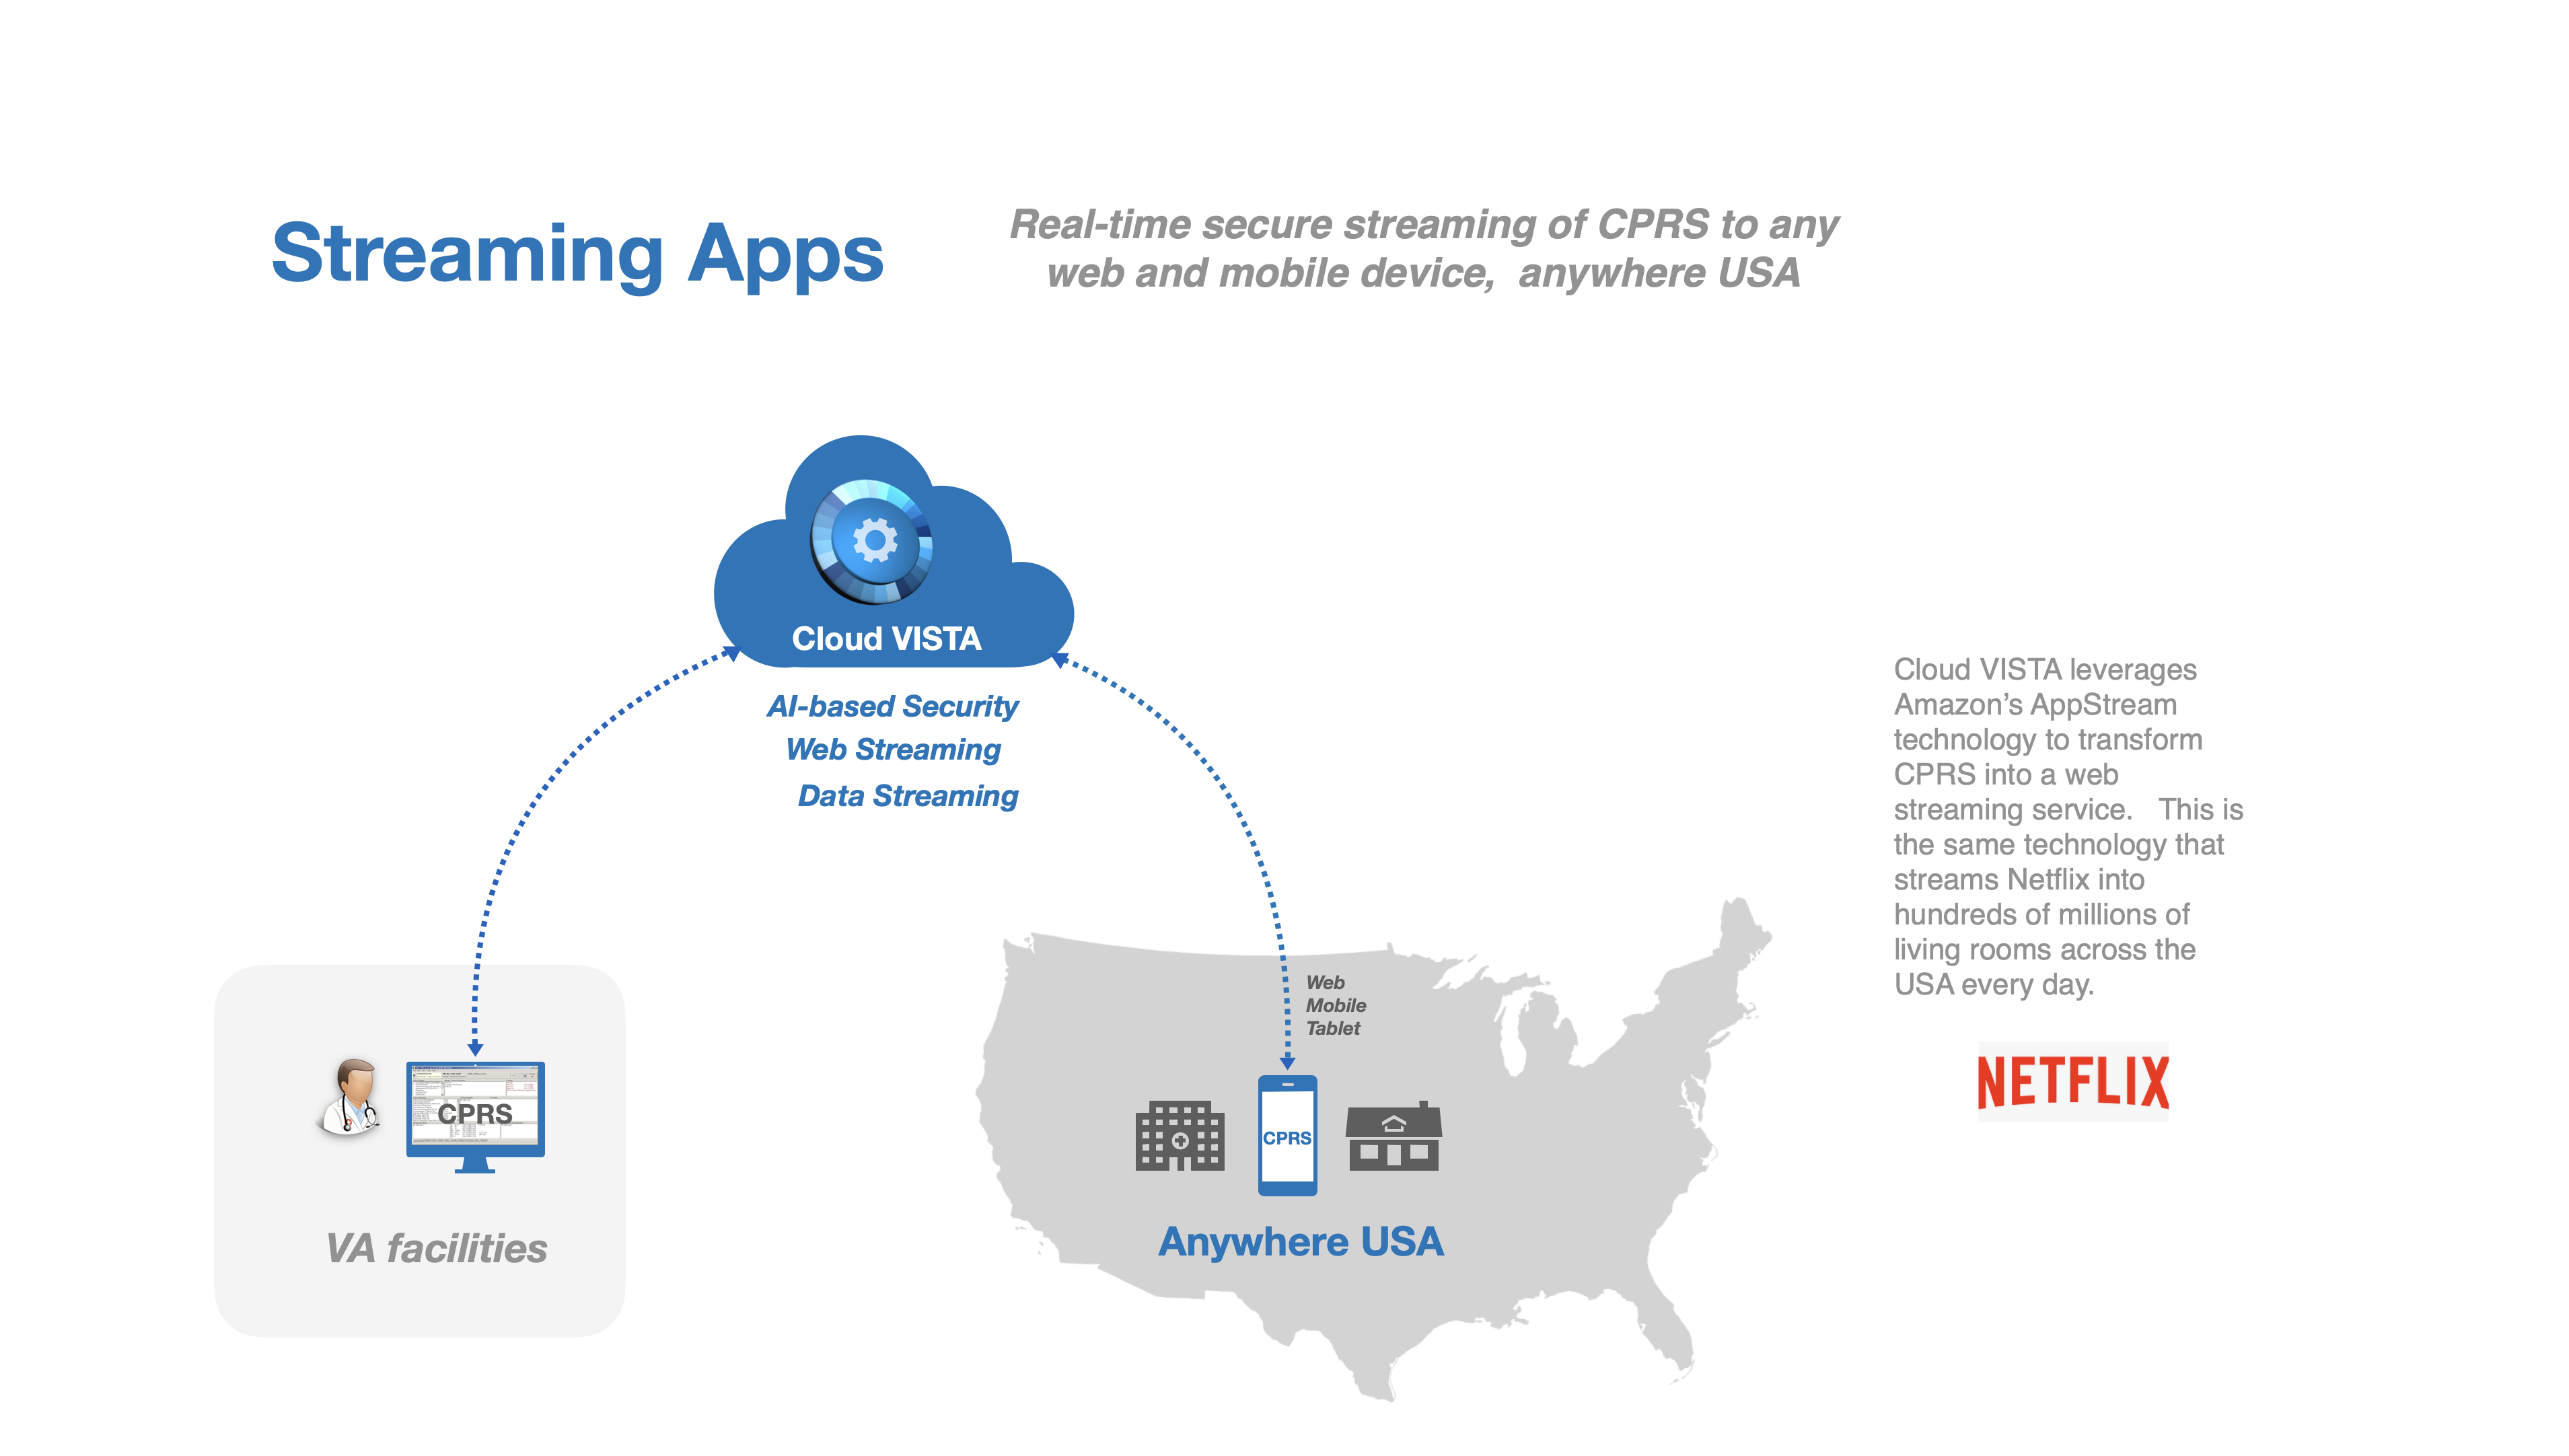 Streaming Apps
Real-time secure streaming of CPRS to any
web and mobile device,  anywhere USA
Cloud VISTA
AI-based Security
Web Streaming
Data Streaming
Cloud VISTA leverages
Amazon’s AppStream
technology to transform
CPRS into a web
streaming service.   This is
the same technology that
streams Netflix into
hundreds of millions of
living rooms across the
USA every day.
NETFLIX
Web
Mobile
Tablet
CPRS
CPRS
VA facilities
Anywhere USA